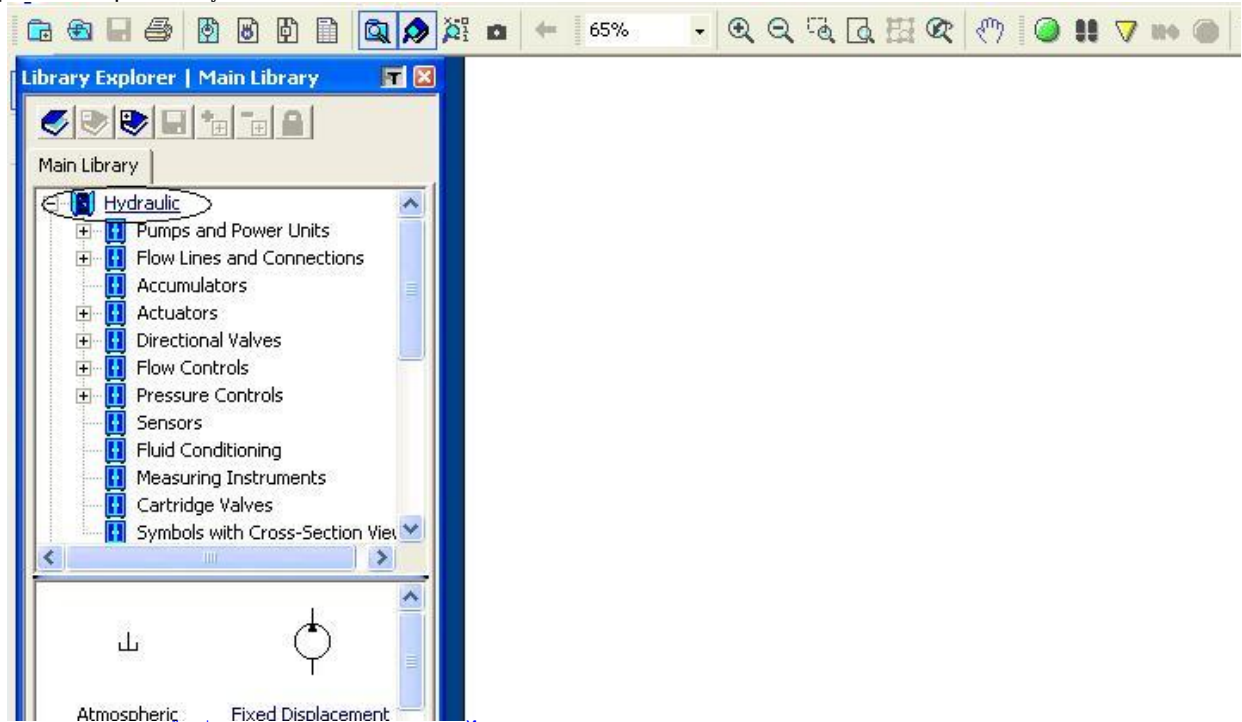 65%
Library Explorer | Main Library
Main Library
Hydraulic
Pumps and Power Units
Flow Lines and Connections
Accumulators
Actuators
Directional Valves
Flow Controls
Pressure Controls
Sensors
Fluid Conditioning
Measuring Instruments
Cartridge Valves
Symbols with Cross-Section
Atmospheric Fixed Displacement